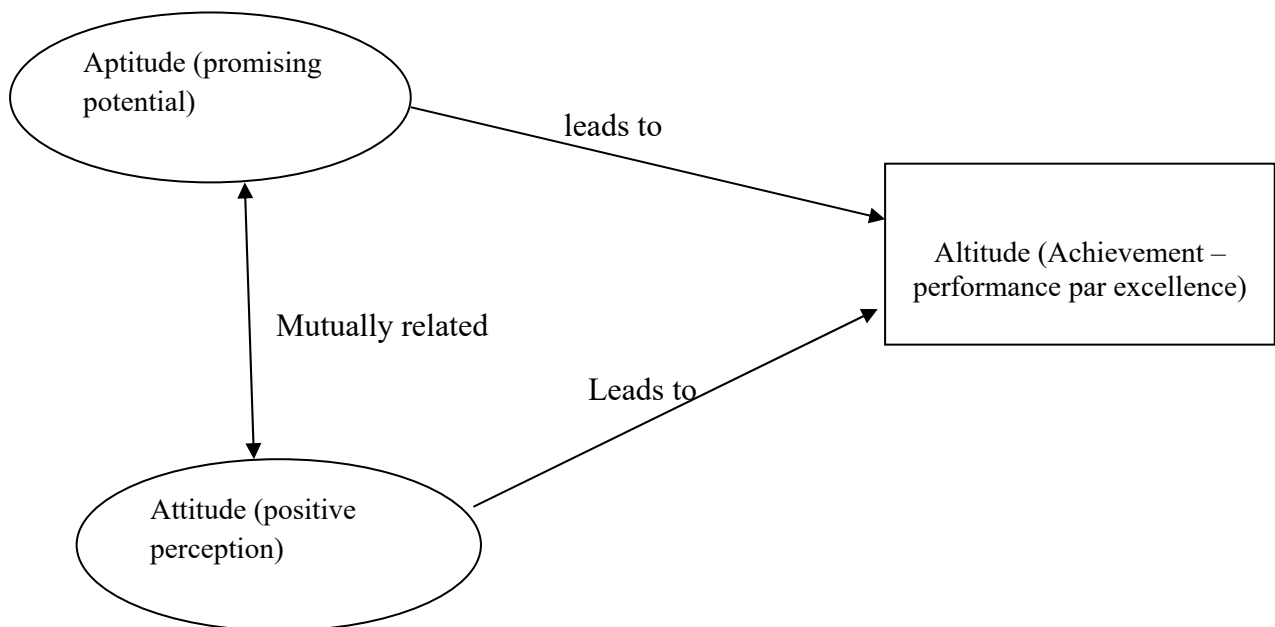 Aptitude (promising
potential)
leads to
Altitude (Achievement –
performance par excellence)
Mutually related
Leads to
Attitude (positive
perception)